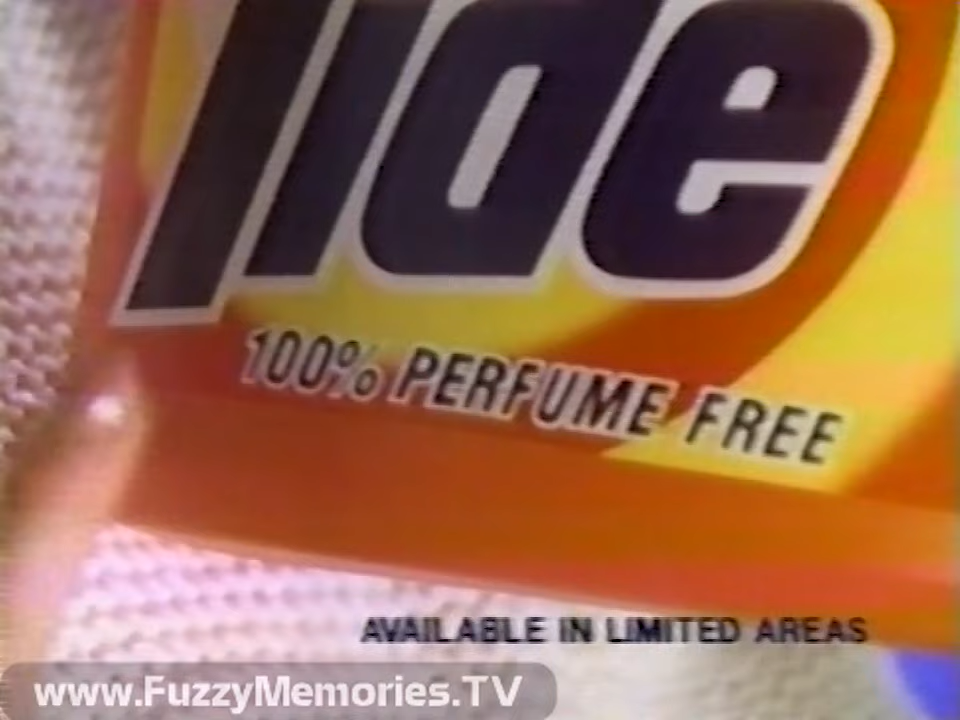 Tide
100% PERFUME FREE
AVAILABLE IN LIMITED AREAS
www.FuzzyMemories.TV